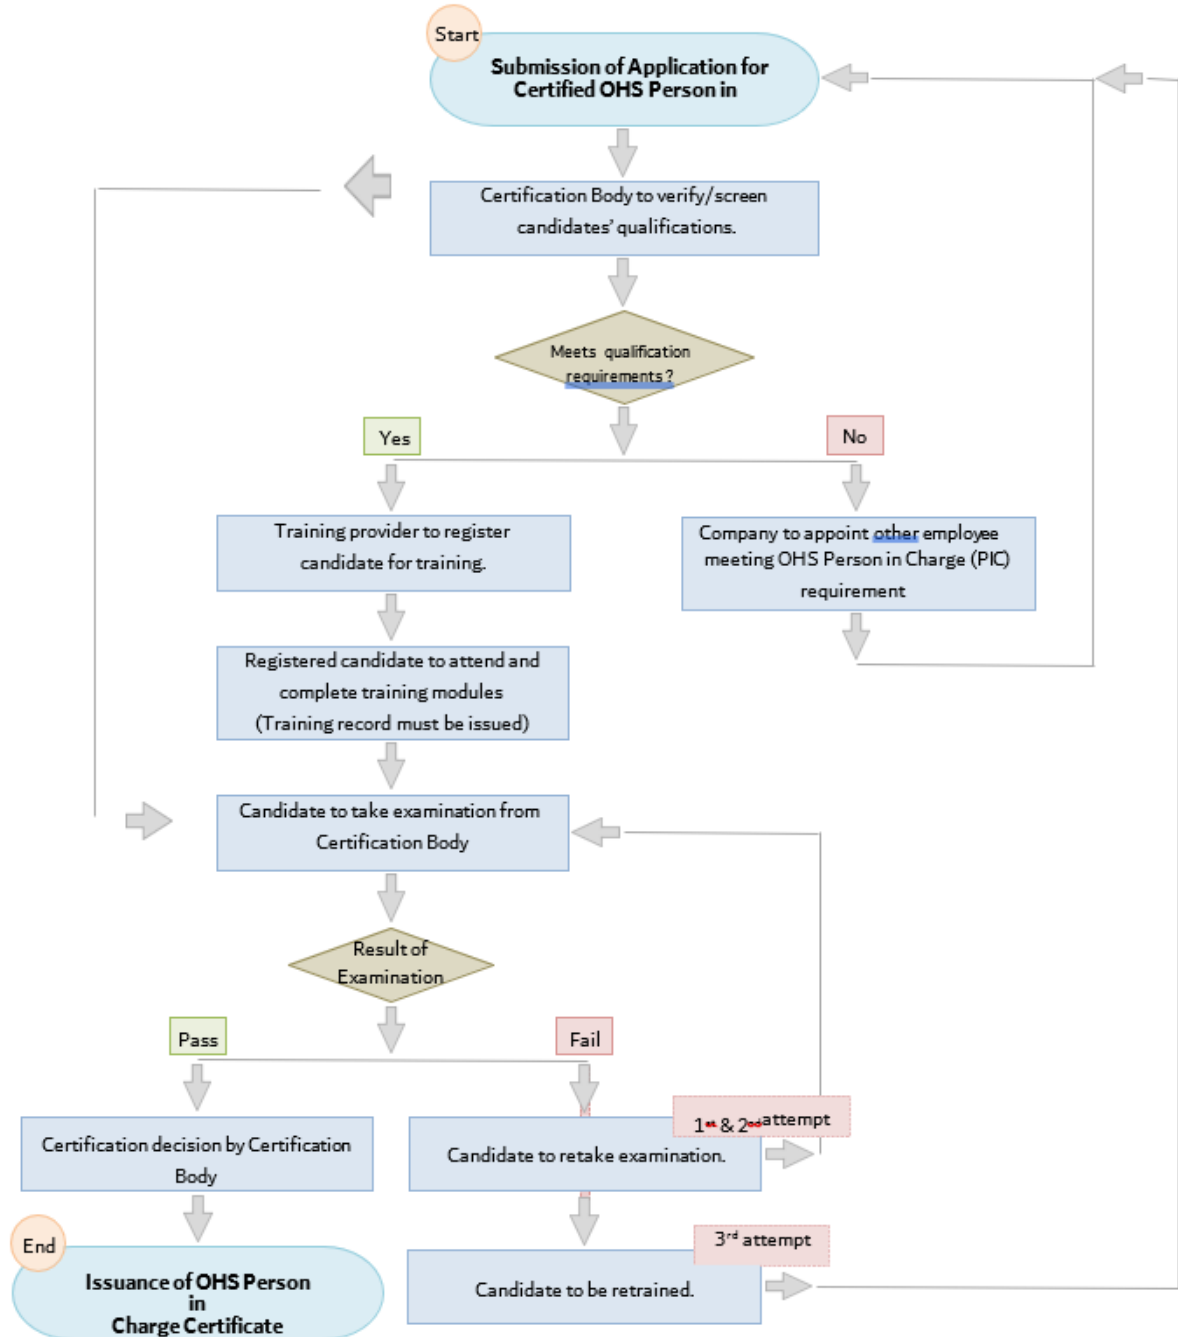 Start
Submission of Application for
Certified OHS Person in
Certification Body to verify/screen
candidates’ qualifications.
Meets qualification
requirements?
Yes
No
Training provider to register
candidate for training.
Company to appoint other employee
meeting OHS Person in Charge (PIC)
requirement
Registered candidate to attend and
complete training modules
(Training record must be issued)
Candidate to take examination from
Certification Body
Result of
Examination
Pass
Fail
1st & 2nd attempt
Certification decision by Certification
Body
Candidate to retake examination.
3rd attempt
End
Issuance of OHS Person
in
Charge Certificate
Candidate to be retrained.